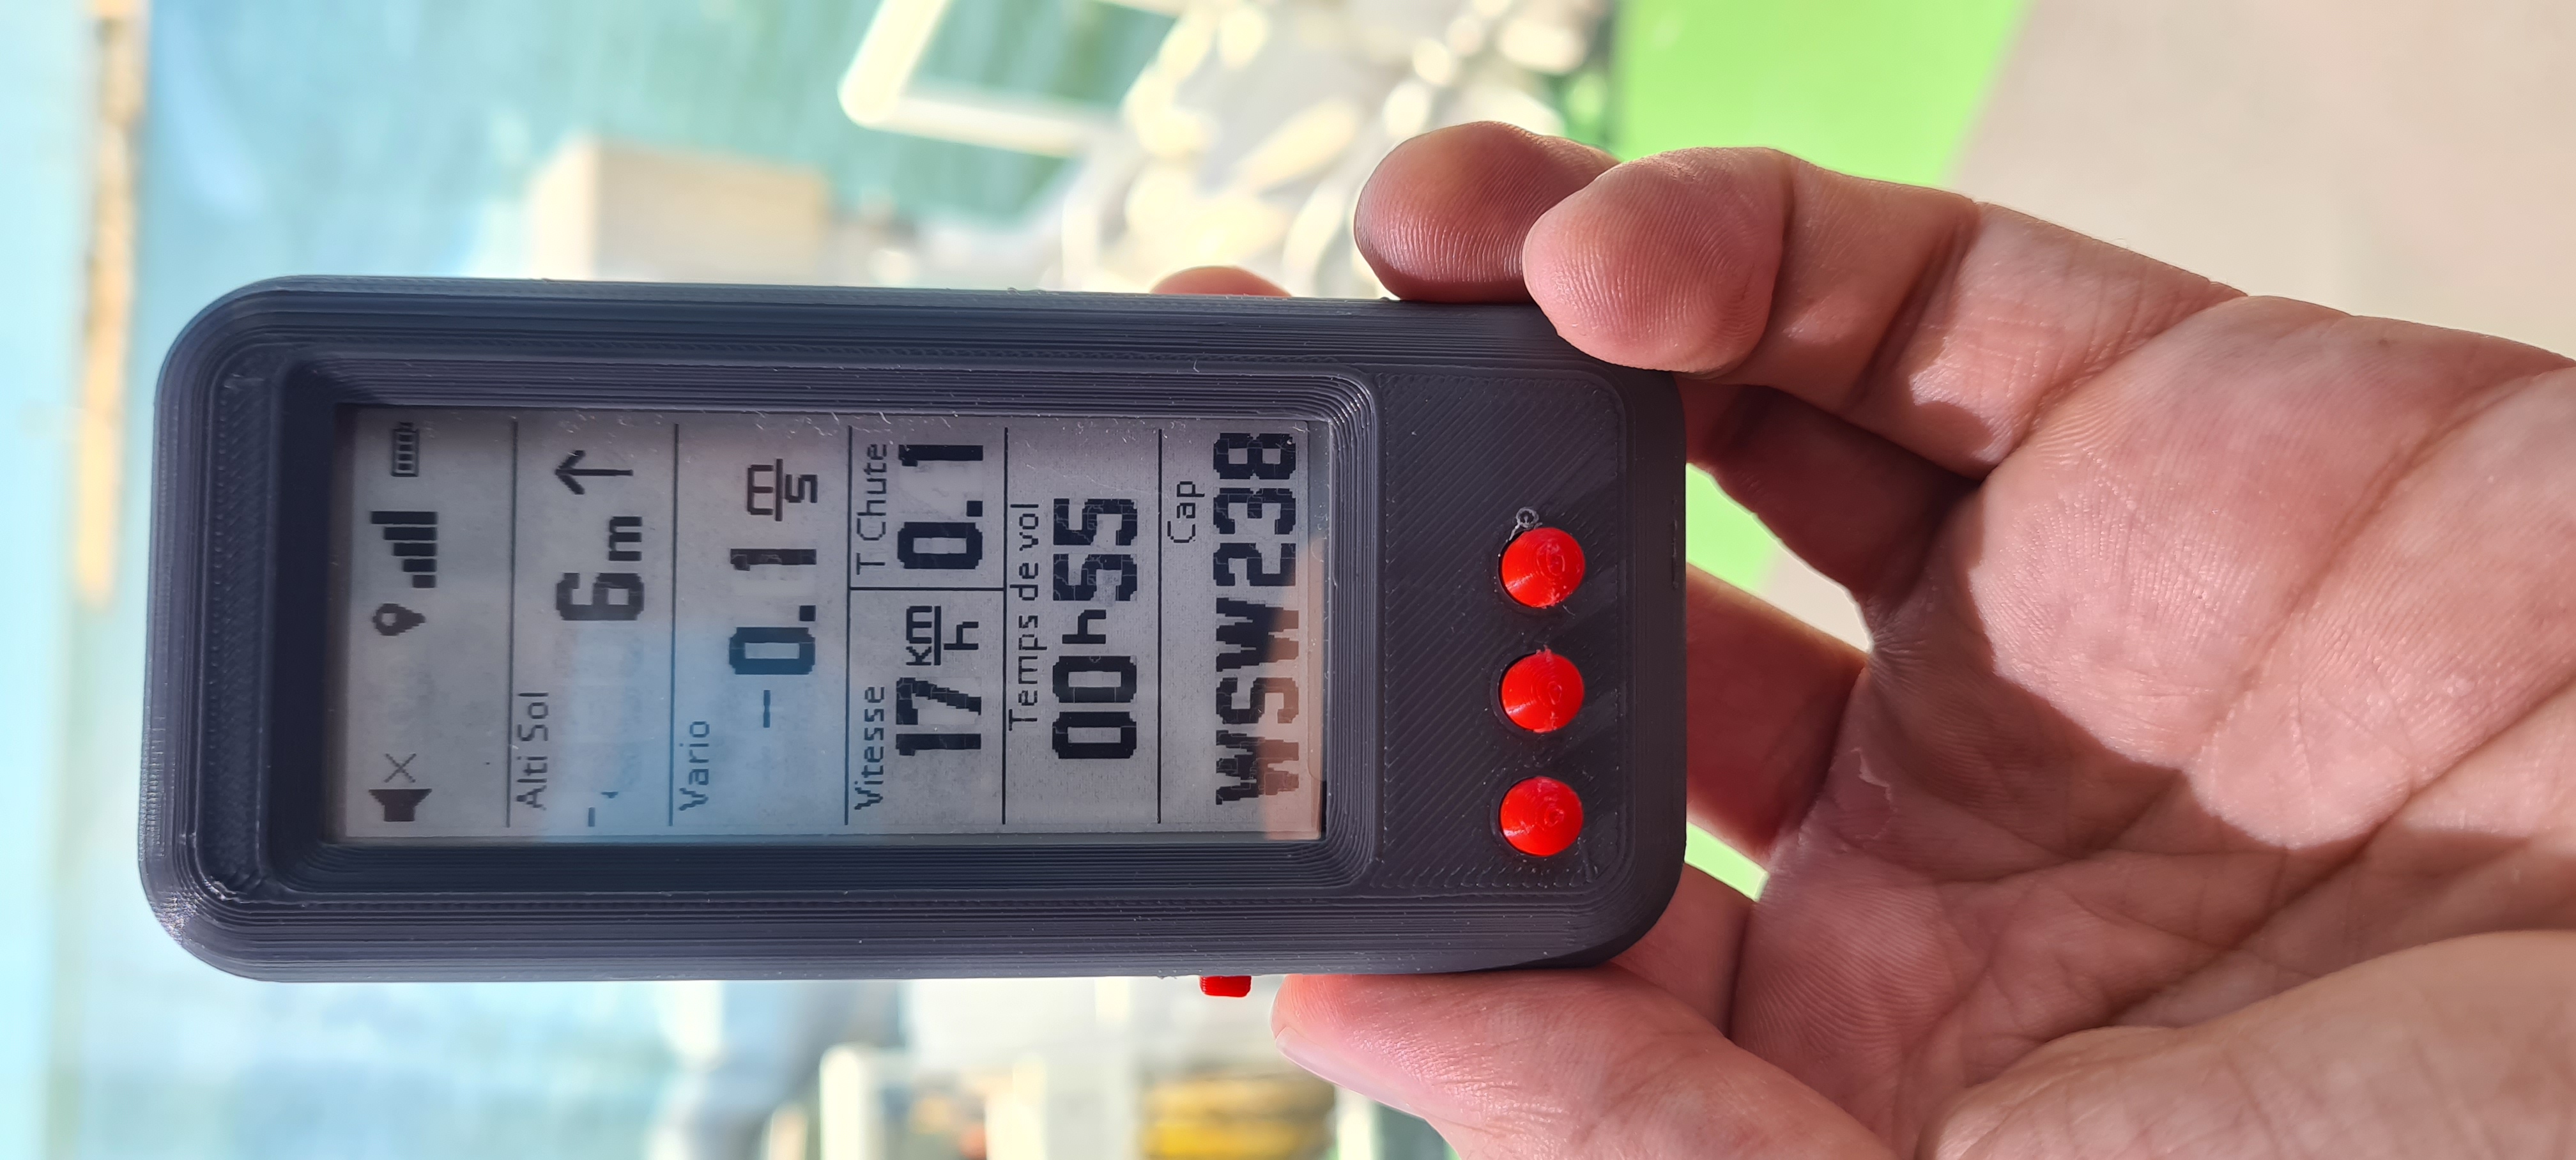 Alti Sol
6m
Vario
-0.1 m/s
Vitesse T Chute
17 km/h 0.1
Temps de vol
00h55
Cap
WSW238